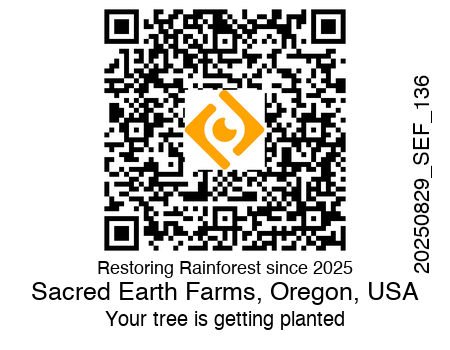 Restoring Rainforest since 2025
Sacred Earth Farms, Oregon, USA
Your tree is getting planted
20250829_SEF_136